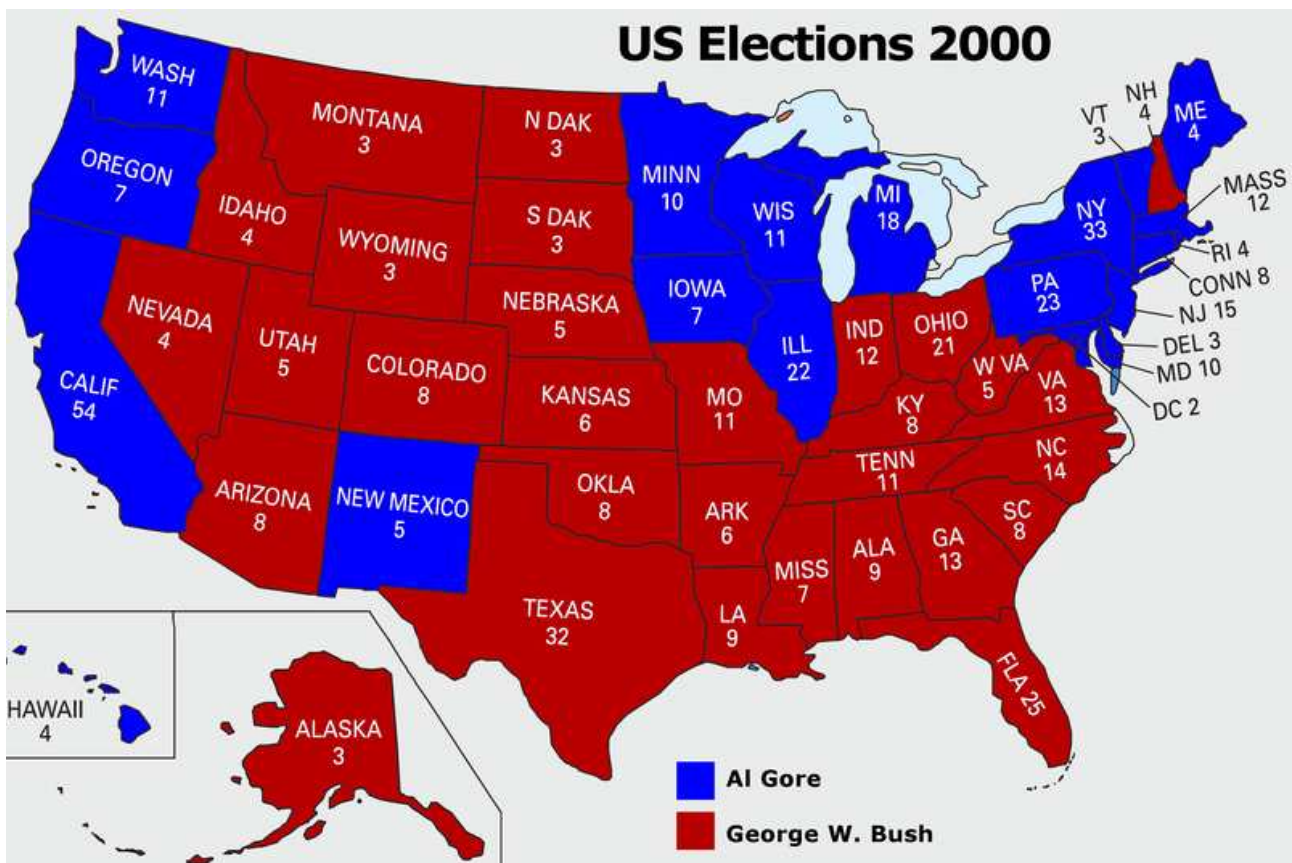 US Elections 2000
WASH
11
OREGON
7
CALIF
54
NEVADA
4
IDAHO
4
MONTANA
3
WYOMING
3
UTAH
5
ARIZONA
8
COLORADO
8
NEW MEXICO
5
N DAK
3
S DAK
3
NEBRASKA
5
KANSAS
6
OKLA
8
TEXAS
32
MINN
10
IOWA
7
MO
11
ARK
6
LA
9
WIS
11
ILL
22
MI
18
IND
12
OHIO
21
KY
8
TENN
11
MISS
7
ALA
9
GA
13
FLA 25
SC
8
NC
14
VA
13
W VA
5
PA
23
NY
33
VT
3
NH
4
ME
4
MASS
12
RI 4
CONN 8
NJ 15
DEL 3
MD 10
DC 2
HAWAII
4
ALASKA
3
Al Gore
George W. Bush